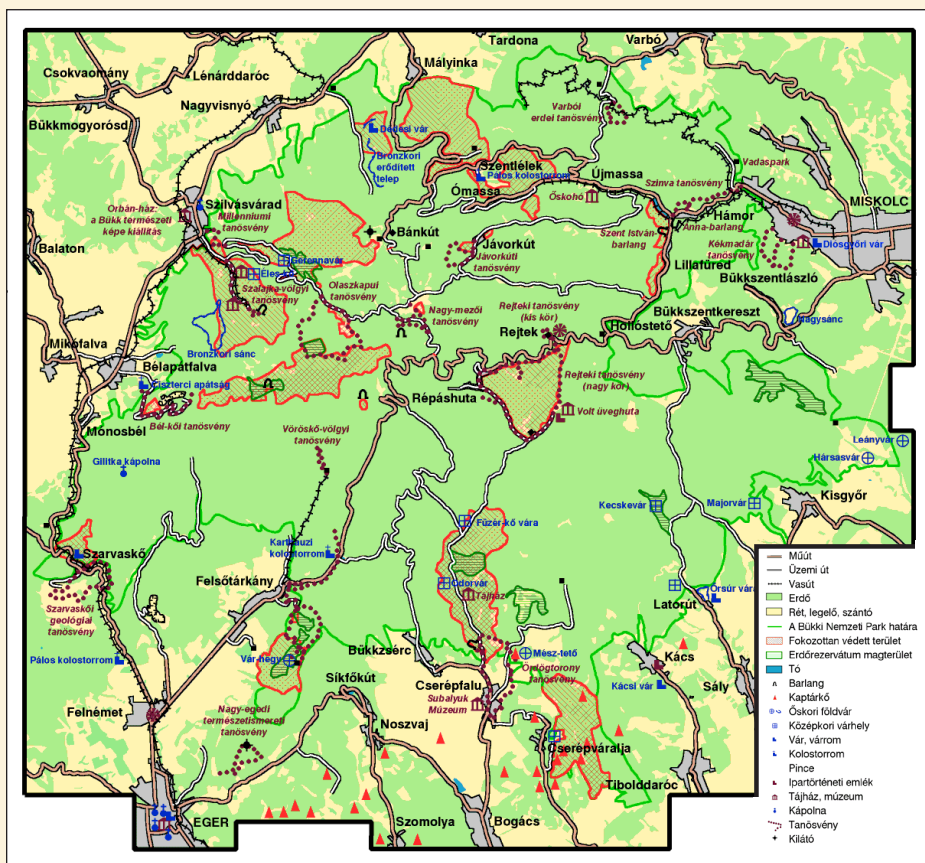 Tardona
Varbó
Mályinka
Lénárddaróc
Csokvaomány
Nagyvisnyó
Varbói
erdei tanösvény
Bükkmogyorósd
Dédesi vár
Bronzkori
erődített
telep
Szentlélek
Pálos kolostorrom
Vadaspark
Újmassa
Szinva tanösvény
Ómassa
Őskohó
Orbán-ház:
a Bükk természeti
képe kiállítás
Szilvásvárad
Millenniumi
tanösvény
MISKOLC
Hámor
Anna-barlang
Bánkút
Szent István-
barlang
Kékmadár
tanösvény
Diósgyőri vár
Balaton
Jávorkút
Jávorkúti
tanösvény
Lillafüred
Bükkszentlászló
Gerennavár
Éles-kő
Szalajka-völgyi
tanösvény
Olaszkapui
tanösvény
Nagy-mezői
tanösvény
Rejteki tanösvény
(kis kör)
Rejtek
Bükkszentkereszt
Hollóstető
Nagysánc
Mikófalva
Bronzkori sánc
Bélapátfalva
Ciszterci apátság
Rejteki tanösvény
(nagy kör)
Répáshuta
Volt üveghuta
Bél-kői tanösvény
Mónosbél
Vöröskő-völgyi
tanösvény
Leányvár
Hársasvár
Gilitka kápolna
Kecskevár
Majorvár
Kisgyőr
Füzér-kő vára
Szarvaskő
Karthauzi
kolostorrom
Felsőtárkány
Odorvár
Tájház
Latorút
Örsúr vára
Szarvaskői
geológiai
tanösvény
Pálos kolostorrom
Vár-hegy
Bükkzsérc
Mész-tető
Ördögtorony
tanösvény
Kács
Kácsi vár
Sály
Cserépfalu
Síkfőkút
Felnémet
Nagy-egedi
természetismereti
tanösvény
Noszvaj
Subalyuk
Múzeum
Cserépváralja
Tibolddaróc
EGER
Szomolya
Bogács
Műút
Üzemi út
Vasút
Erdő
Rét, legelő, szántó
A Bükki Nemzeti Park határa
Fokozottan védett terület
Erdőrezervátum magterület
Tó
Barlang
Kaptárkő
Őskori földvár
Középkori várhely
Vár, várrom
Kolostorrom
Pince
Ipartörténeti emlék
Tájház, múzeum
Kápolna
Tanösvény
Kilátó